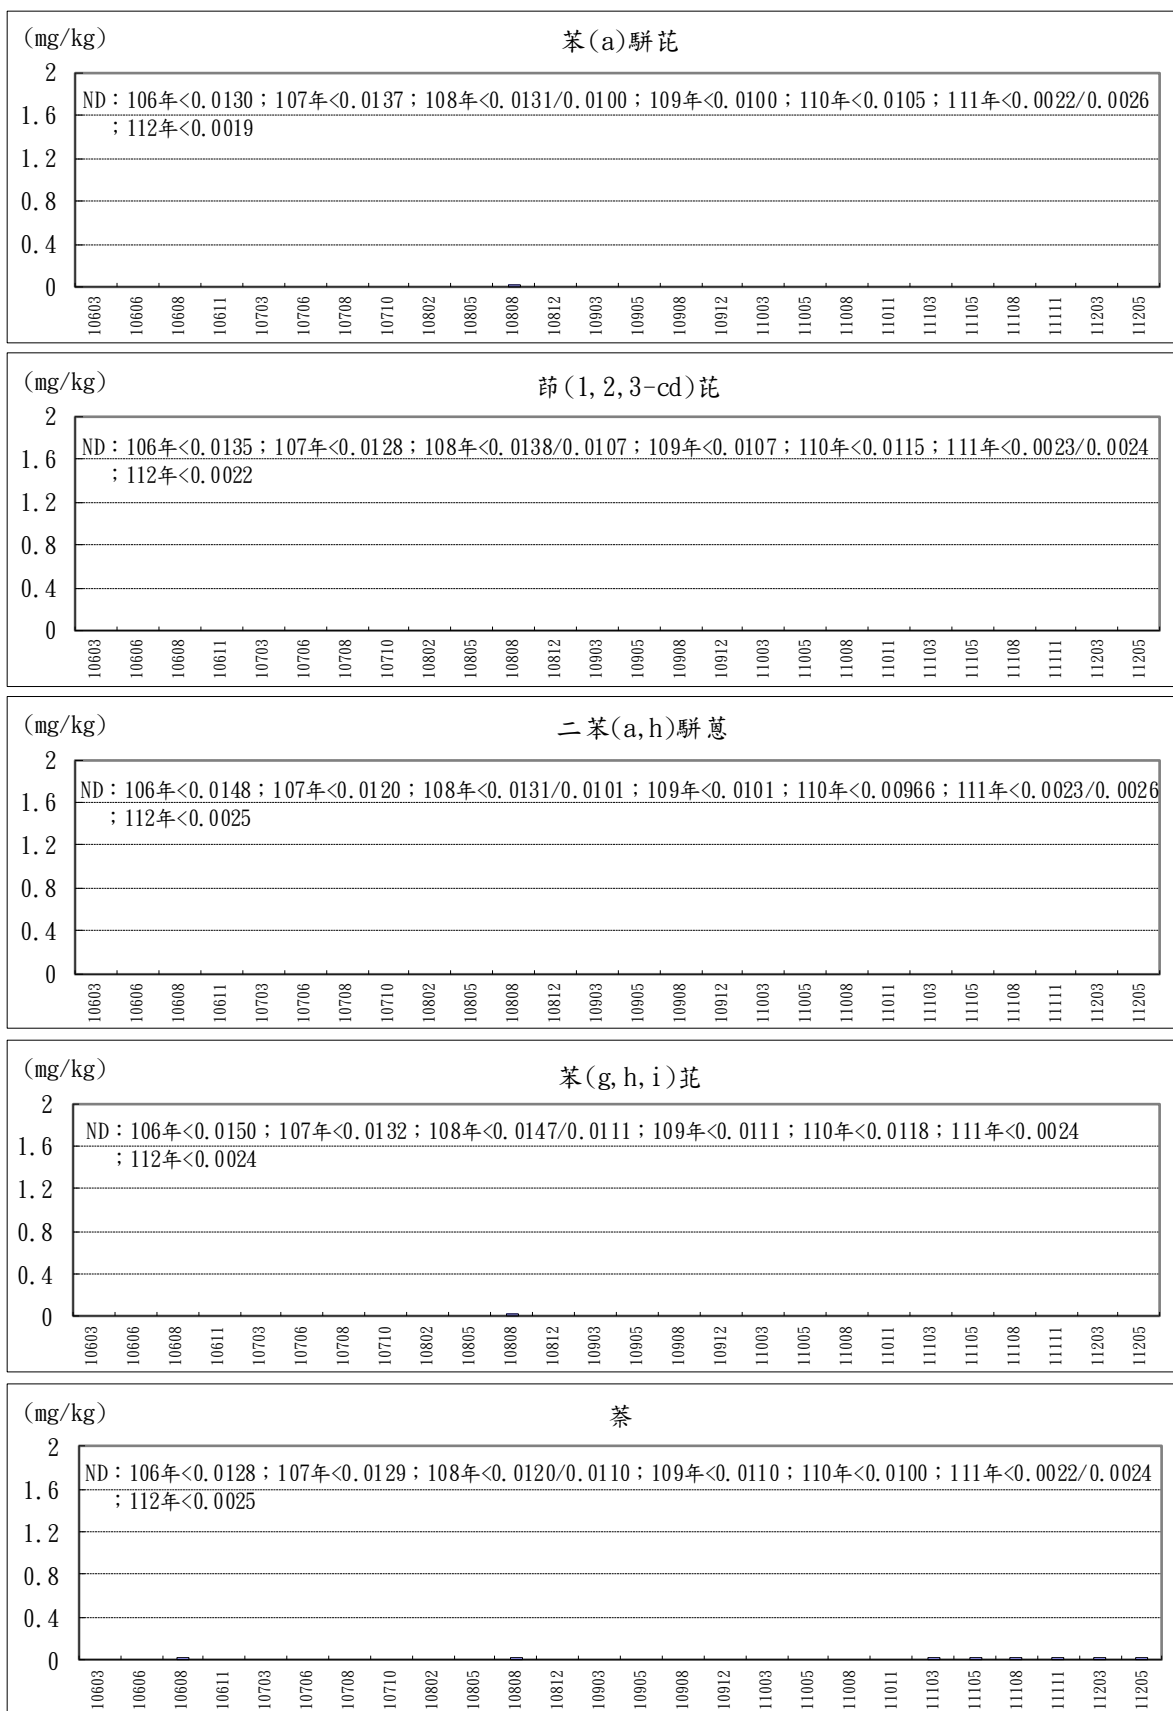 (mg/kg)
苯(a)駢芘
2
ND：106年<0.0130；107年<0.0137；108年<0.0131/0.0100；109年<0.0100；110年<0.0105；111年<0.0022/0.0026
1.6
；112年<0.0019
1.2
0.8
0.4
0
10603 10606 10608 10611 10703 10706 10708 10710 10802 10805 10808 10812 10903 10905 10908 10912 11003 11005 11008 11011 11103 11105 11108 11111 11203 11205
(mg/kg)
茚(1,2,3-cd)芘
2
ND：106年<0.0135；107年<0.0128；108年<0.0138/0.0107；109年<0.0107；110年<0.0115；111年<0.0023/0.0024
1.6
；112年<0.0022
1.2
0.8
0.4
0
10603 10606 10608 10611 10703 10706 10708 10710 10802 10805 10808 10812 10903 10905 10908 10912 11003 11005 11008 11011 11103 11105 11108 11111 11203 11205
(mg/kg)
二苯(a,h)駢蒽
2
ND：106年<0.0148；107年<0.0120；108年<0.0131/0.0101；109年<0.0101；110年<0.00966；111年<0.0023/0.0026
1.6
；112年<0.0025
1.2
0.8
0.4
0
10603 10606 10608 10611 10703 10706 10708 10710 10802 10805 10808 10812 10903 10905 10908 10912 11003 11005 11008 11011 11103 11105 11108 11111 11203 11205
(mg/kg)
苯(g,h,i)苝
2
ND：106年<0.0150；107年<0.0132；108年<0.0147/0.0111；109年<0.0111；110年<0.0118；111年<0.0024
1.6
；112年<0.0024
1.2
0.8
0.4
0
10603 10606 10608 10611 10703 10706 10708 10710 10802 10805 10808 10812 10903 10905 10908 10912 11003 11005 11008 11011 11103 11105 11108 11111 11203 11205
(mg/kg)
萘
2
ND：106年<0.0128；107年<0.0129；108年<0.0120/0.0110；109年<0.0110；110年<0.0100；111年<0.0022/0.0024
1.6
；112年<0.0025
1.2
0.8
0.4
0
10603 10606 10608 10611 10703 10706 10708 10710 10802 10805 10808 10812 10903 10905 10908 10912 11003 11005 11008 11011 11103 11105 11108 11111 11203 11205